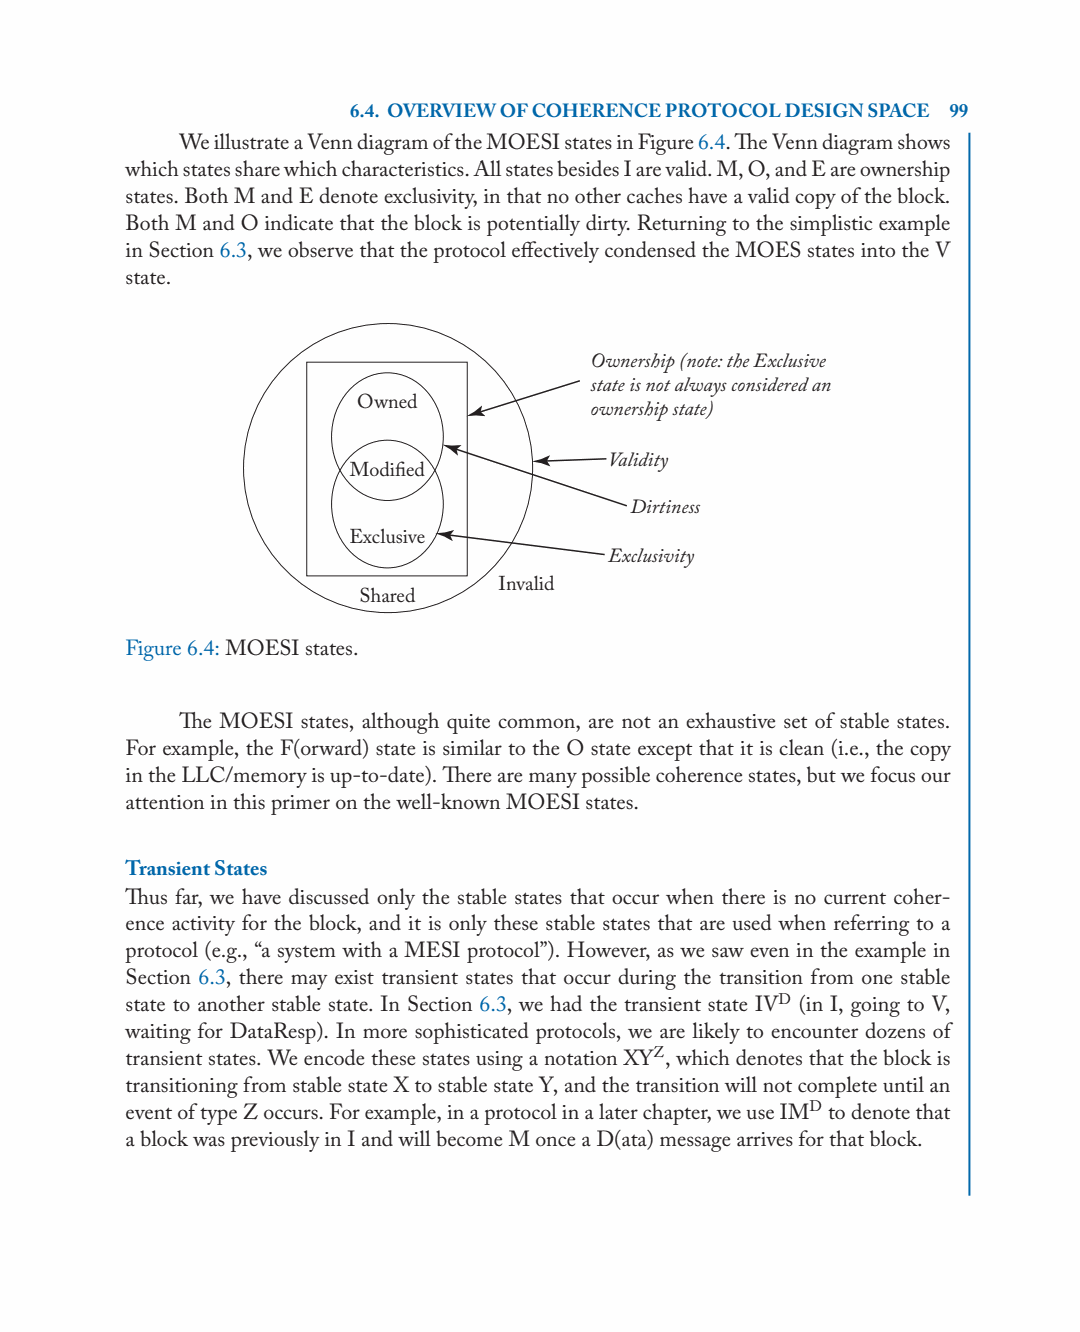 6.4. OVERVIEW OF COHERENCE PROTOCOL DESIGN SPACE 99
We illustrate a Venn diagram of the MOESI states in Figure 6.4. The Venn diagram shows
which states share which characteristics. All states besides I are valid. M, O, and E are ownership
states. Both M and E denote exclusivity, in that no other caches have a valid copy of the block.
Both M and O indicate that the block is potentially dirty. Returning to the simplistic example
in Section 6.3, we observe that the protocol effectively condensed the MOES states into the V
state.
Ownership (note: the Exclusive
state is not always considered an
ownership state)
Owned
Validity
Modified
Dirtiness
Exclusive
Exclusivity
Invalid
Shared
Figure 6.4: MOESI states.
The MOESI states, although quite common, are not an exhaustive set of stable states.
For example, the F(orward) state is similar to the O state except that it is clean (i.e., the copy
in the LLC/memory is up-to-date). There are many possible coherence states, but we focus our
attention in this primer on the well-known MOESI states.
Transient States
Thus far, we have discussed only the stable states that occur when there is no current coher-
ence activity for the block, and it is only these stable states that are used when referring to a
protocol (e.g., “a system with a MESI protocol”). However, as we saw even in the example in
Section 6.3, there may exist transient states that occur during the transition from one stable
state to another stable state. In Section 6.3, we had the transient state IV^D (in I, going to V,
waiting for DataResp). In more sophisticated protocols, we are likely to encounter dozens of
transient states. We encode these states using a notation XY^Z, which denotes that the block is
transitioning from stable state X to stable state Y, and the transition will not complete until an
event of type Z occurs. For example, in a protocol in a later chapter, we use IM^D to denote that
a block was previously in I and will become M once a D(ata) message arrives for that block.